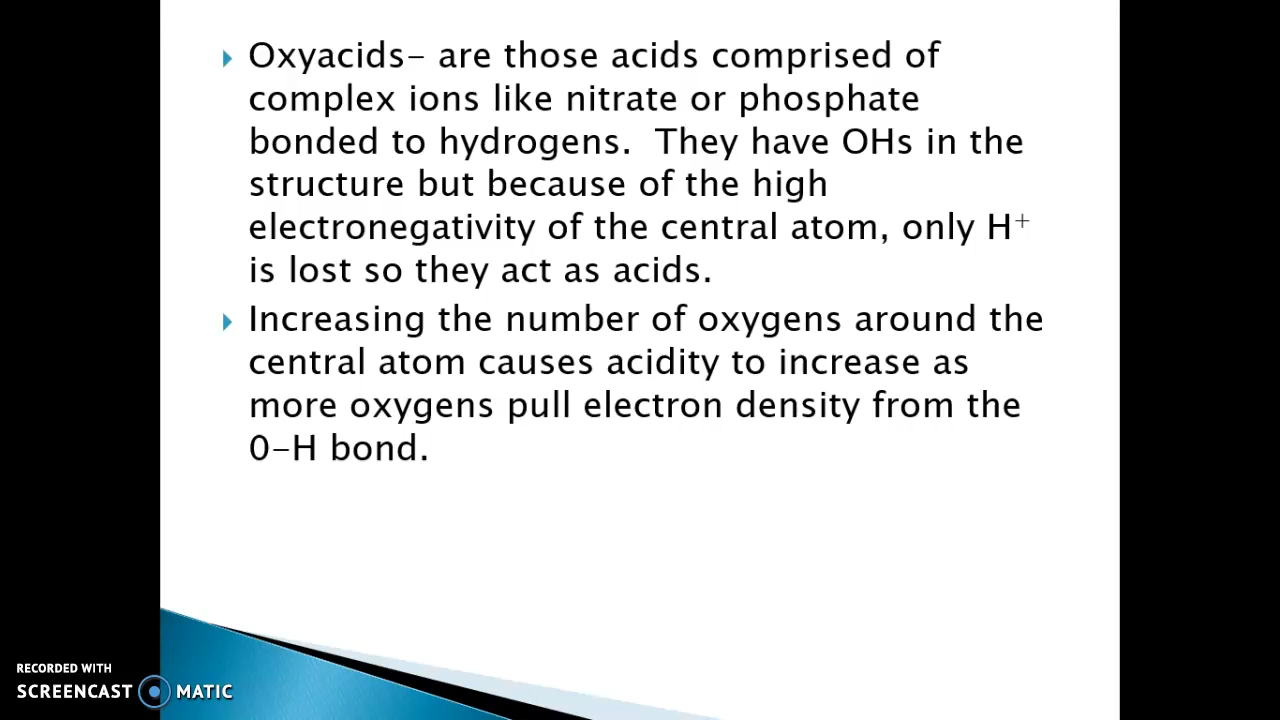 Oxyacids- are those acids comprised of
complex ions like nitrate or phosphate
bonded to hydrogens.  They have OHs in the
structure but because of the high
electronegativity of the central atom, only H⁺
is lost so they act as acids.
Increasing the number of oxygens around the
central atom causes acidity to increase as
more oxygens pull electron density from the
0-H bond.
RECORDED WITH
SCREENCAST MATIC